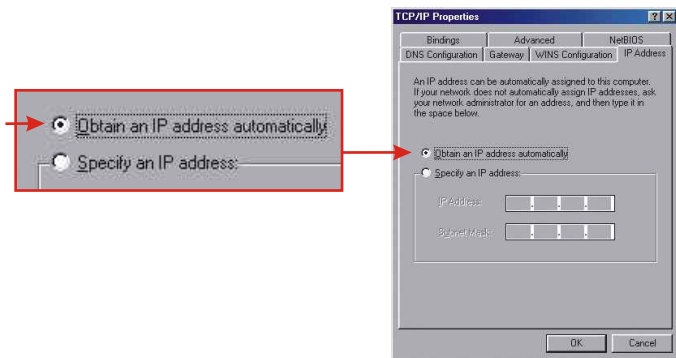 Obtain an IP address automatically
Specify an IP address:
TCP/IP Properties
Bindings Advanced NetBIOS
DNS Configuration Gateway WINS Configuration IP Address
An IP address can be automatically assigned to this computer.
If your network does not automatically assign IP addresses, ask
your network administrator for an address, and then type it in
the space below.
Obtain an IP address automatically
Specify an IP address:
IP Address:
Subnet Mask:
OK Cancel